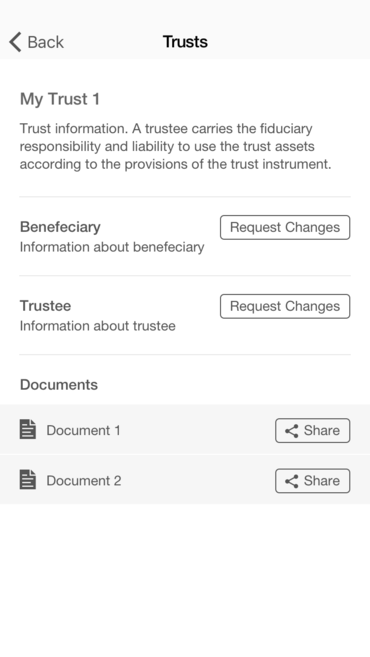 Back
Trusts
My Trust 1
Trust information. A trustee carries the fiduciary
responsibility and liability to use the trust assets
according to the provisions of the trust instrument.
Benefeciary
Request Changes
Information about benefeciary
Trustee
Request Changes
Information about trustee
Documents
Document 1
Share
Document 2
Share